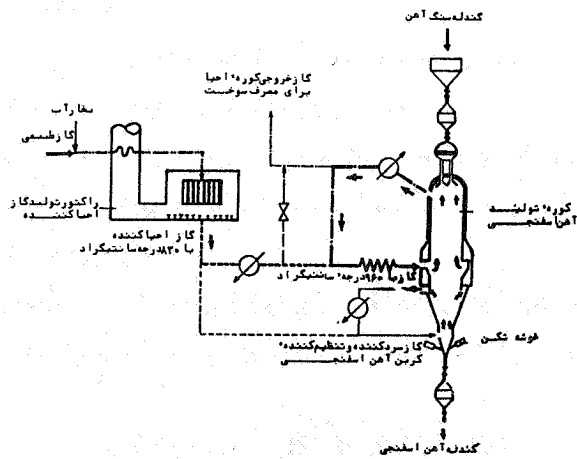 گندله سنگ آهن
گاز خروجی کوره احیا
برای مصرف سوخت
بخار آب
گاز طبیعی
راکتور تولید گاز
احیا کننده
کوره تولید
آهن اسفنجی
گاز احیا کننده
با ۸۳۰ درجه سانتیگراد
گاز با ۹۶۰ درجه سانتیگراد
گاز سرد کننده و تنظیم کننده
کربن آهن اسفنجی
خوشه شکن
گندله آهن اسفنجی